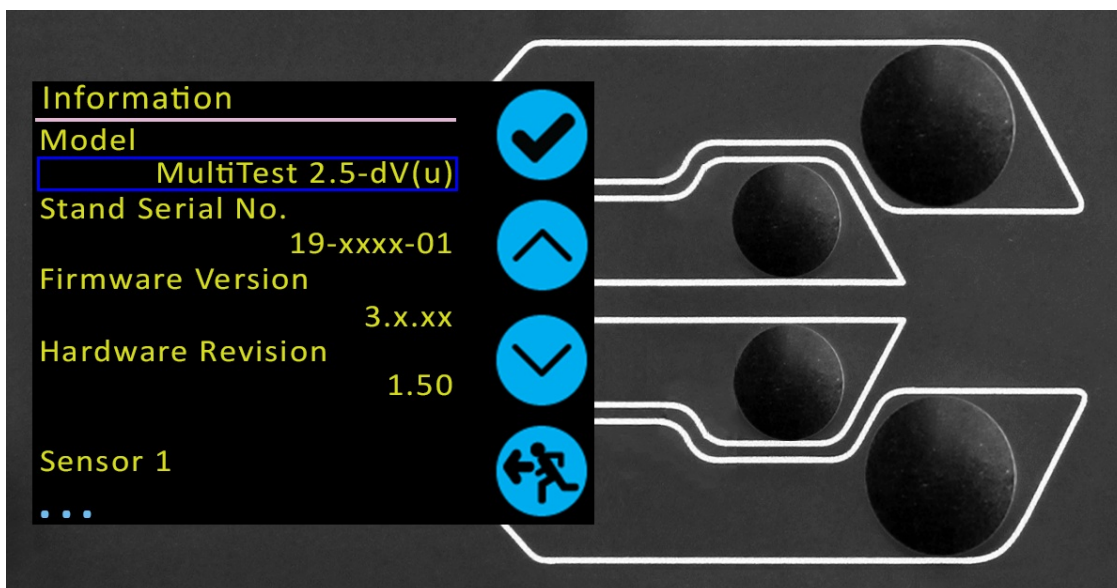 Information
Model
MultiTest 2.5-dV(u)
Stand Serial No.
19-xxxx-01
Firmware Version
3.x.xx
Hardware Revision
1.50
Sensor 1
...